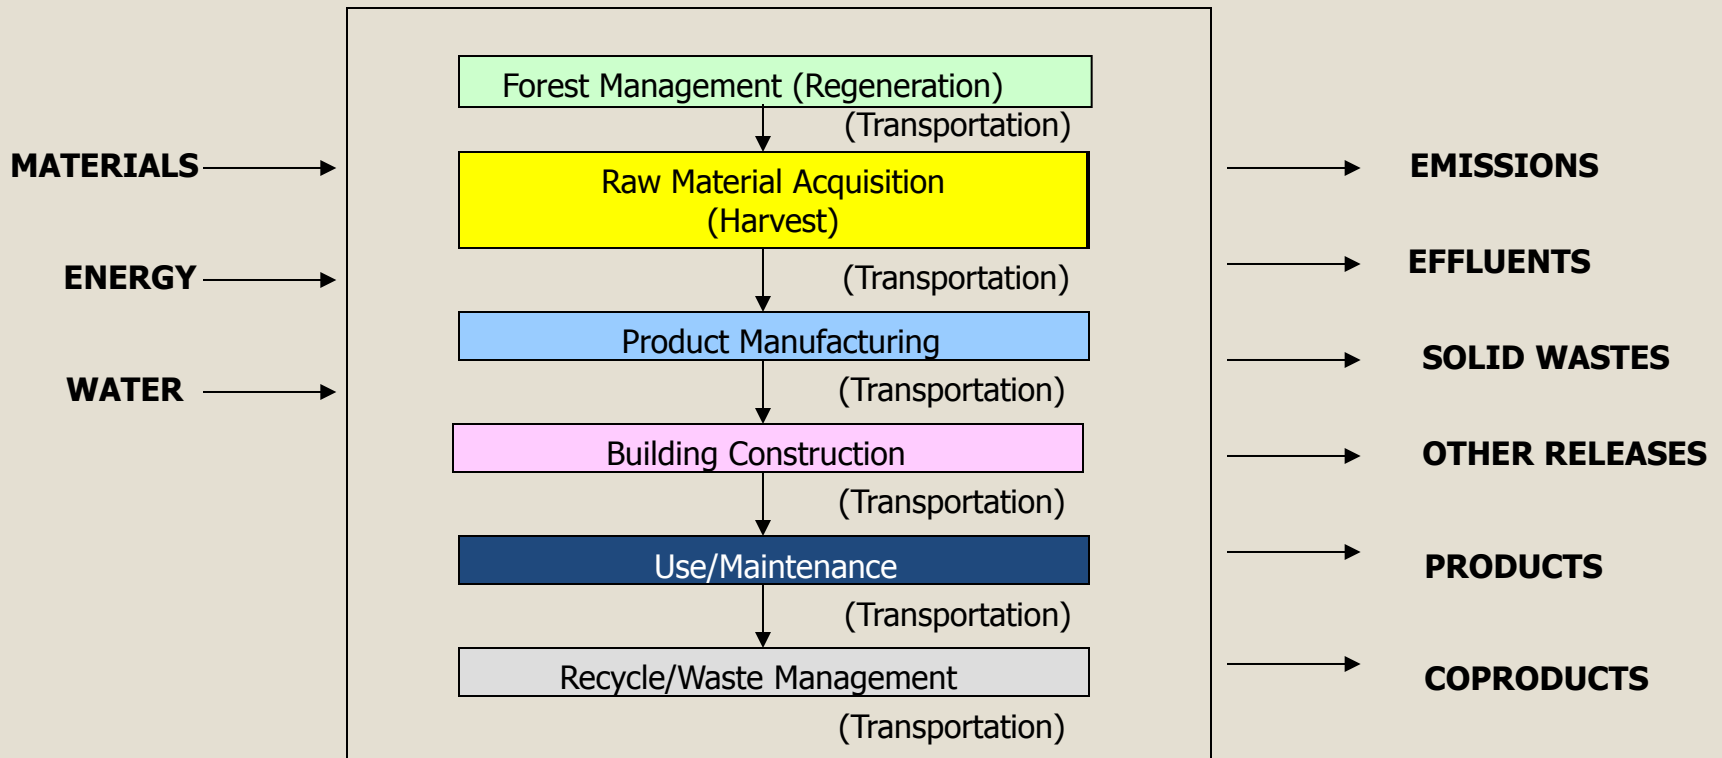 Forest Management (Regeneration)
(Transportation)
MATERIALS
Raw Material Acquisition
(Harvest)
EMISSIONS
ENERGY
(Transportation)
EFFLUENTS
Product Manufacturing
SOLID WASTES
WATER
(Transportation)
Building Construction
OTHER RELEASES
(Transportation)
Use/Maintenance
PRODUCTS
(Transportation)
Recycle/Waste Management
COPRODUCTS
(Transportation)